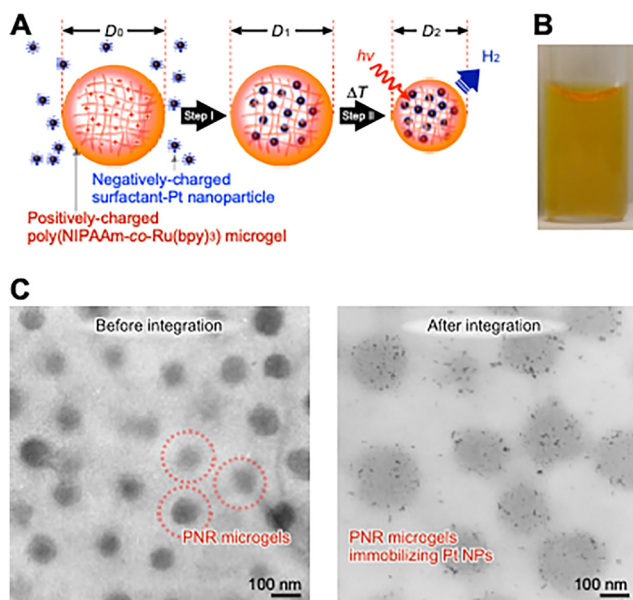 A
D0
D1
D2
hν
H2
ΔT
Step I
Step II
Negatively-charged
surfactant-Pt nanoparticle
Positively-charged
poly(NIPAAm-co-Ru(bpy)3) microgel
B
C
Before integration
PNR microgels
100 nm
After integration
PNR microgels
immobilizing Pt NPs
100 nm